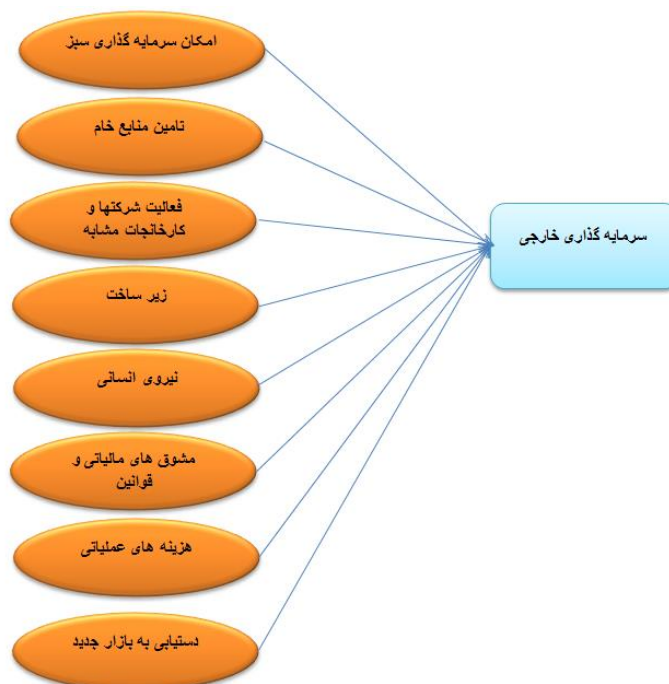 امکان سرمایه گذاری سبز
تامین منابع خام
فعالیت شرکتها و
کارخانجات مشابه
زیر ساخت
نیروی انسانی
مشوق های مالیاتی و
قوانین
هزینه های عملیاتی
دستیابی به بازار جدید
سرمایه گذاری خارجی